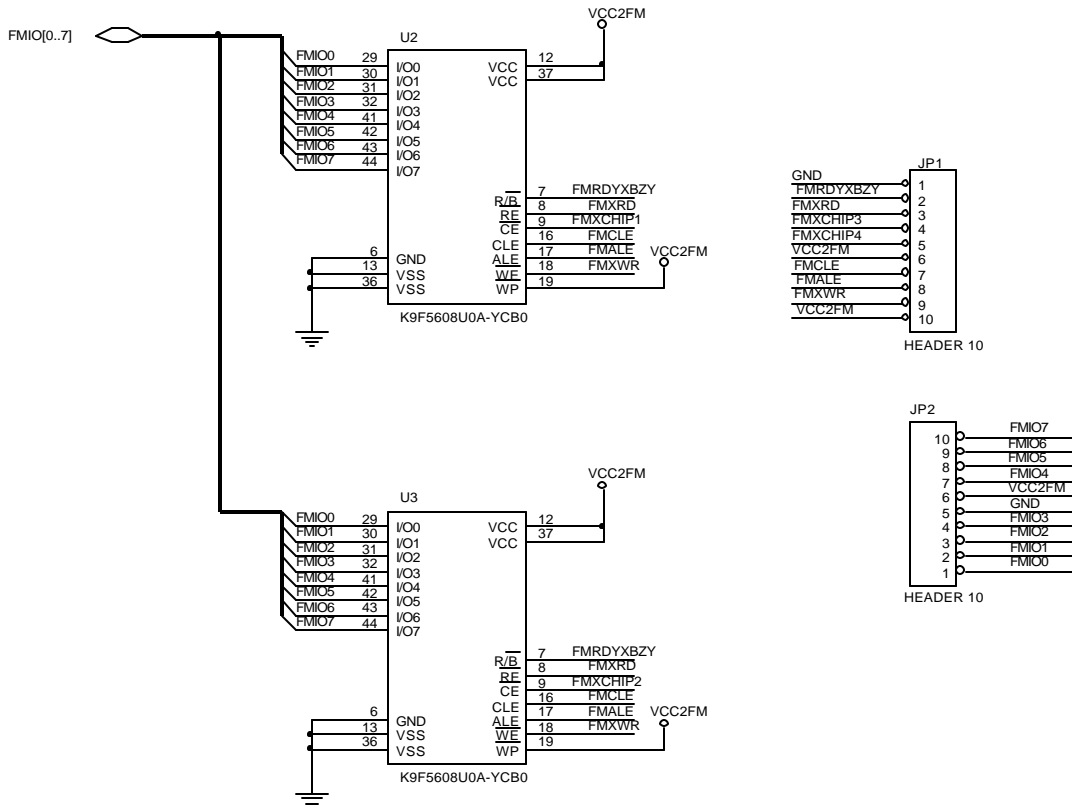 FMIO[0..7]
VCC2FM
U2
FMIO0 29 I/O0 VCC 12
FMIO1 30 I/O1 VCC 37
FMIO2 31 I/O2
FMIO3 32 I/O3
FMIO4 41 I/O4
FMIO5 42 I/O5
FMIO6 43 I/O6
FMIO7 44 I/O7
R/B 7 FMRDYXBZY
RE 8 FMXRD
CE 9 FMXCHIP1
CLE 16 FMCLE
6 GND ALE 17 FMALE VCC2FM
13 VSS WE 18 FMXWR
36 VSS WP 19
K9F5608U0A-YCB0
JP1
GND 1
FMRDYXBZY 2
FMXRD 3
FMXCHIP3 4
FMXCHIP4 5
VCC2FM 6
FMCLE 7
FMALE 8
FMXWR 9
VCC2FM 10
HEADER 10
JP2
10 FMIO7
9 FMIO6
8 FMIO5
7 FMIO4
6 VCC2FM
5 GND
4 FMIO3
3 FMIO2
2 FMIO1
1 FMIO0
HEADER 10
VCC2FM
U3
FMIO0 29 I/O0 VCC 12
FMIO1 30 I/O1 VCC 37
FMIO2 31 I/O2
FMIO3 32 I/O3
FMIO4 41 I/O4
FMIO5 42 I/O5
FMIO6 43 I/O6
FMIO7 44 I/O7
R/B 7 FMRDYXBZY
RE 8 FMXRD
CE 9 FMXCHIP2
CLE 16 FMCLE
6 GND ALE 17 FMALE VCC2FM
13 VSS WE 18 FMXWR
36 VSS WP 19
K9F5608U0A-YCB0